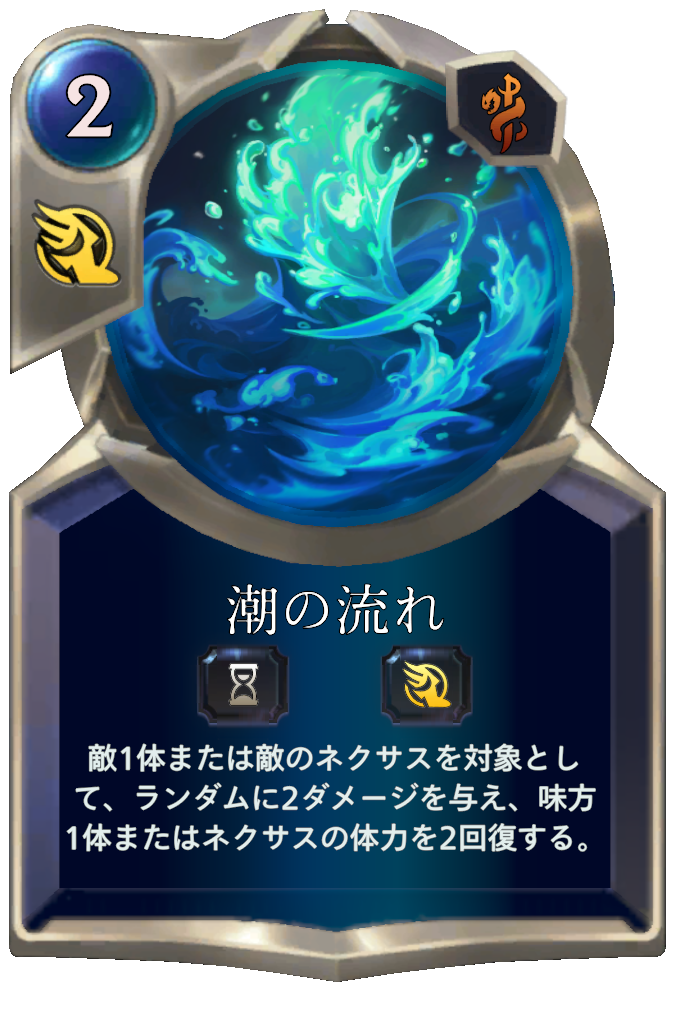 2
潮の流れ
敵1体または敵のネクサスを対象とし
て、ランダムに2ダメージを与え、味方
1体またはネクサスの体力を2回復する。